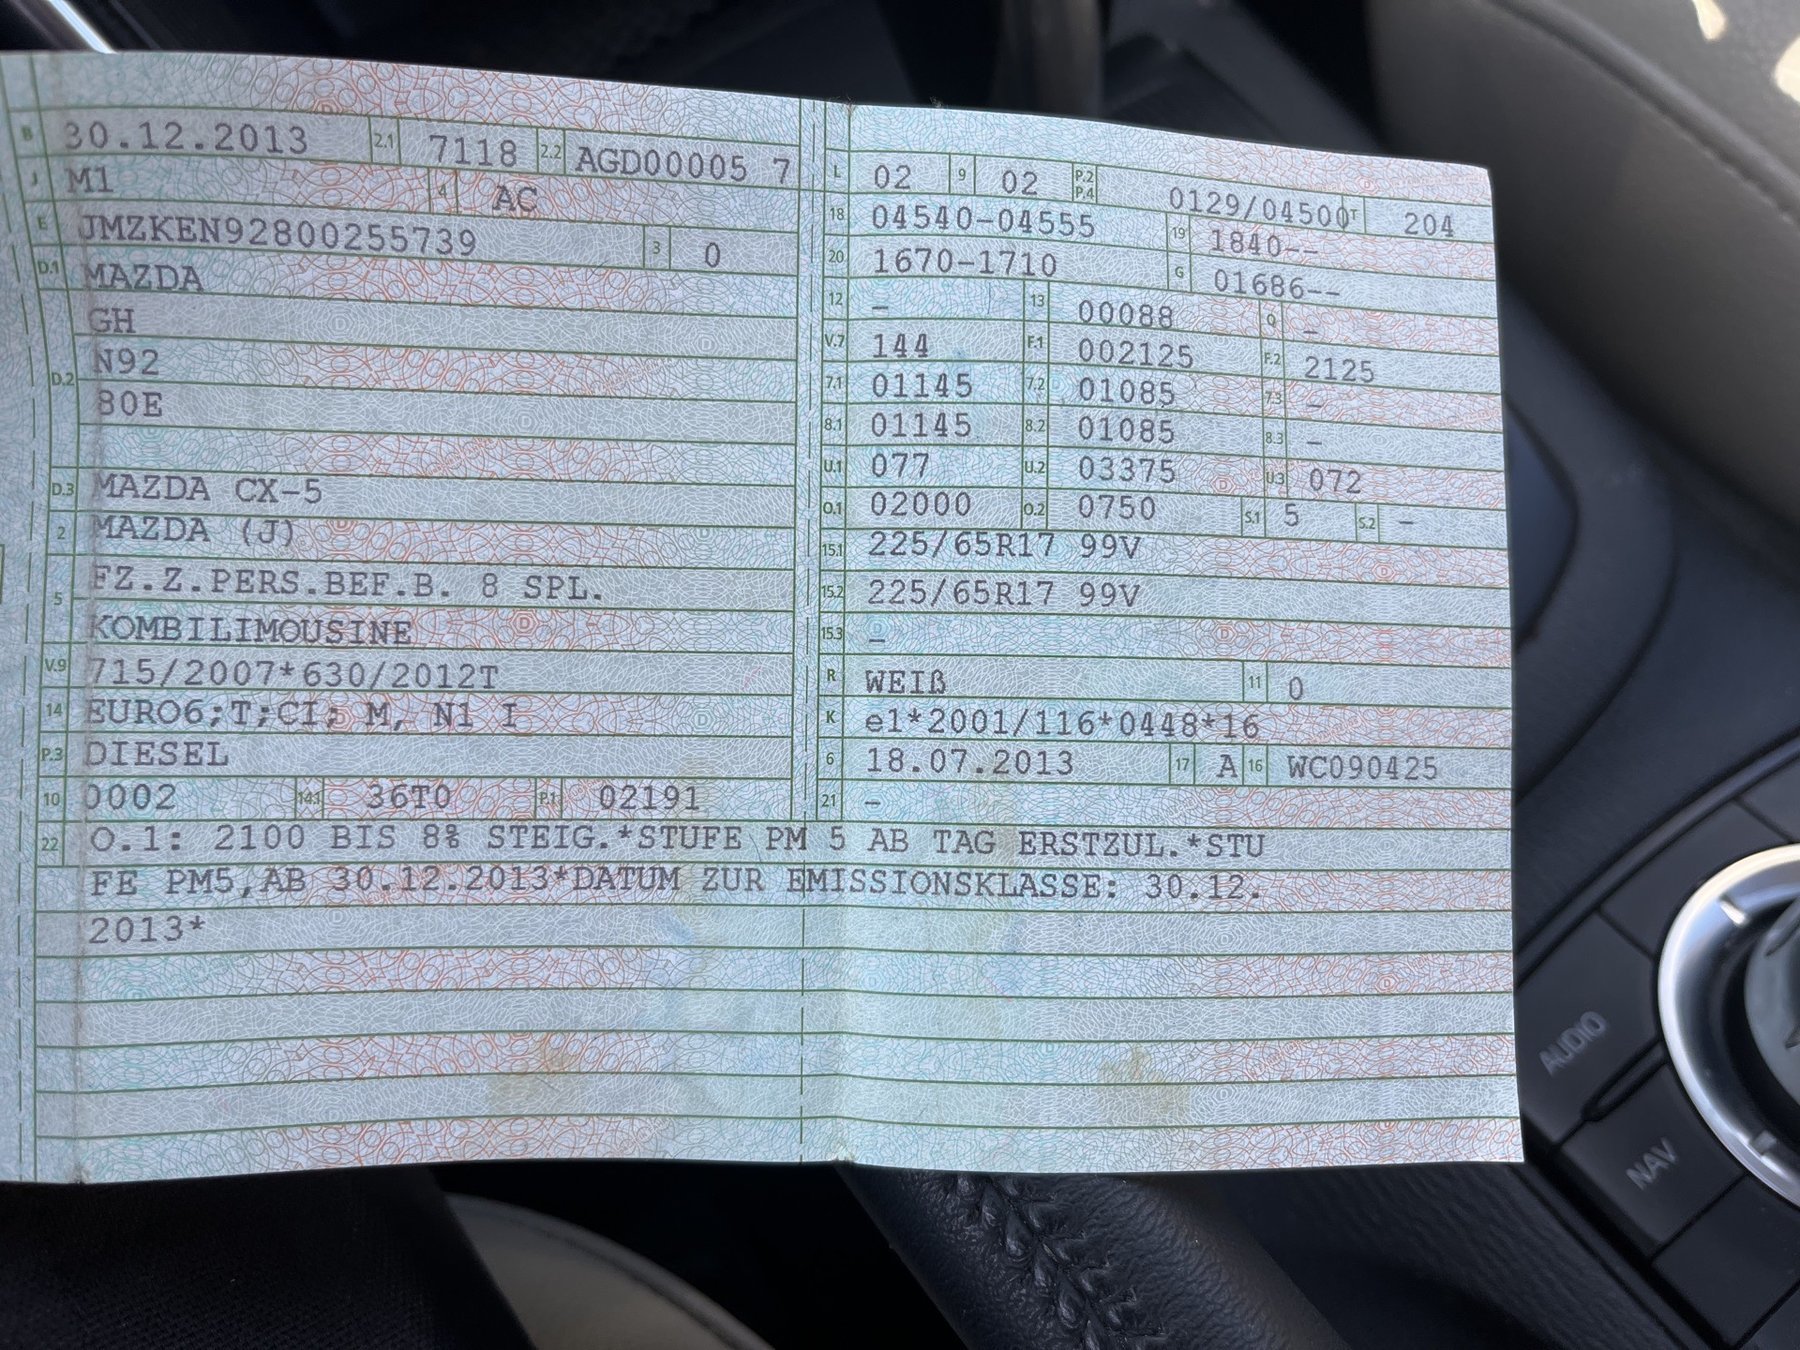 B 30.12.2013 2.1 7118 2.2 AGD00005 7
J M1 4 AC
E JMZKEN92800255739 3 0
D.1 MAZDA
GH
D.2 N92
80E
D.3 MAZDA CX-5
2 MAZDA (J)
5 FZ.Z.PERS.BEF.B. 8 SPL.
KOMBILIMOUSINE
V.9 715/2007*630/2012T
14 EURO6;T;CI; M, N1 I
P.3 DIESEL
10 0002 14.1 36T0 P.1 02191
L 02 9 02 P.2 P.4 0129/04500 T 204
18 04540-04555 19 1840--
20 1670-1710 G 01686--
12 - 13 00088 Q -
V.7 144 F.1 002125 F.2 2125
7.1 01145 7.2 01085 7.3 -
8.1 01145 8.2 01085 8.3 -
U.1 077 U.2 03375 U.3 072
O.1 02000 O.2 0750 S.1 5 S.2 -
15.1 225/65R17 99V
15.2 225/65R17 99V
15.3 -
R WEIß 11 0
K e1*2001/116*0448*16
6 18.07.2013 17 A 16 WC090425
21 -
22 O.1: 2100 BIS 8% STEIG.*STUFE PM 5 AB TAG ERSTZUL.*STU
FE PM5,AB 30.12.2013*DATUM ZUR EMISSIONSKLASSE: 30.12.
2013*
AUDIO
NAV